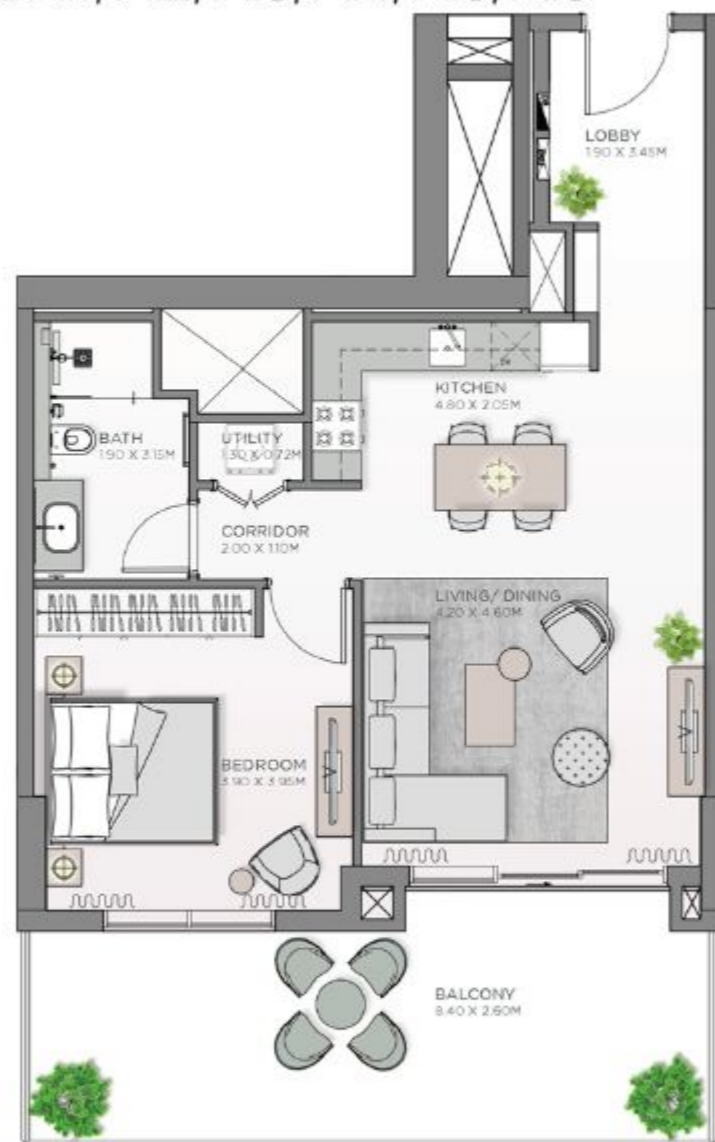 LOBBY
1.90 X 3.45M
KITCHEN
4.80 X 2.05M
BATH
1.90 X 3.15M
UTILITY
1.30 X 0.72M
CORRIDOR
2.00 X 1.10M
LIVING/ DINING
4.20 X 4.60M
BEDROOM
3.90 X 3.95M
BALCONY
8.40 X 2.60M